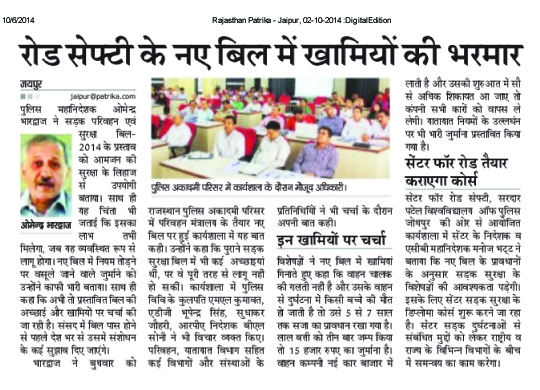 10/6/2014
Rajasthan Patrika - Jaipur, 02-10-2014 :DigitalEdition
रोड सेफ्टी के नए बिल में खामियों की भरमार
जयपुर
jaipur@patrika.com
पुलिस महानिदेशक ओमेन्द्र
भारद्वाज ने सड़क परिवहन एवं
सुरक्षा बिल-
2014 के प्रस्ताव
को आमजन की
सुरक्षा के लिहाज
से उपयोगी
बताया। साथ ही
यह चिंता भी
जताई कि इसका
लाभ तभी
ओमेन्द्र भारद्वाज
मिलेगा, जब यह व्यवस्थित रूप से
लागू होगा। नए बिल में नियम तोड़ने
पर वसूले जाने वाले जुर्माने को
उन्होंने काफी भारी बताया। साथ ही
कहा कि अभी तो प्रस्तावित बिल की
अच्छाई और खामियों पर चर्चा की
जा रही है। संसद में बिल पास होने
से पहले देश भर से उसमें संशोधन
के कई सुझाव दिए जाएंगे।
भारद्वाज ने बुधवार को
पुलिस अकादमी परिसर में कार्यशाला के दौरान मौजूद अधिकारी।
राजस्थान पुलिस अकादमी परिसर
में परिवहन मंत्रालय के तैयार नए
बिल पर हुई कार्यशाला में यह बात
कही। उन्होंने कहा कि पुराने सड़क
सुरक्षा बिल में भी कई अच्छाइयां
थीं, पर वे पूरी तरह से लागू नहीं
हो सकीं। कार्यशाला में पुलिस
विवि के कुलपति एमएल कुमावत,
एडीजी भूपेन्द्र सिंह, सुधाकर
जौहरी, आरपीए निदेशक बीएल
सोनी ने भी विचार व्यक्त किए।
परिवहन, यातायात विभाग सहित
कई विभागों और संस्थाओं के
प्रतिनिधियों ने भी चर्चा के दौरान
अपनी बात कही।
इन खामियों पर चर्चा
विशेषज्ञों ने नए बिल में खामियां
गिनाते हुए कहा कि वाहन चालक
की गलती नहीं है और उसके वाहन
से दुर्घटना में किसी बच्चे की मौत
हो जाती है तो उसे 5 से 7 साल
तक सजा का प्रावधान रखा गया है।
लाल बत्ती को तीन बार जम्प किया
तो 15 हजार रुपए का जुर्माना है।
वाहन कम्पनी नई कार बाजार में
लाती है और उसकी शुरुआत में सौ
से अधिक शिकायत आ जाए तो
कंपनी सभी कारों को वापस ले
लेगी। यातायात नियमों के उल्लंघन
पर भी भारी जुर्माना प्रस्तावित किया
गया है।
सेंटर फॉर रोड तैयार
कराएगा कोर्स
सेंटर फॉर रोड सेफ्टी, सरदार
पटेल विश्वविद्यालय ऑफ पुलिस
जोधपुर की ओर से आयोजित
कार्यशाला में सेंटर के निदेशक व
एसीबी महानिदेशक मनोज भट्ट ने
बताया कि नए बिल के प्रावधानों
के अनुसार सड़क सुरक्षा के
विशेषज्ञों की आवश्यकता पड़ेगी।
इसके लिए सेंटर सड़क सुरक्षा के
डिप्लोमा कोर्स शुरू करने जा रहा
है। सेंटर सड़क दुर्घटनाओं से
संबंधित मुद्दों को लेकर राष्ट्रीय व
राज्य के विभिन्न विभागों के बीच
में समन्वय का काम करेगा।